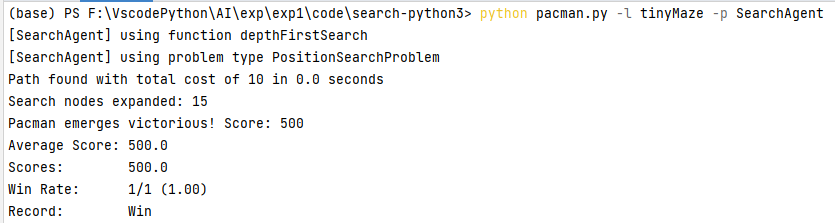 (base) PS F:\VscodePython\AI\exp\exp1\code\search-python3> python pacman.py -l tinyMaze -p SearchAgent
[SearchAgent] using function depthFirstSearch
[SearchAgent] using problem type PositionSearchProblem
Path found with total cost of 10 in 0.0 seconds
Search nodes expanded: 15
Pacman emerges victorious! Score: 500
Average Score: 500.0
Scores:        500.0
Win Rate:      1/1 (1.00)
Record:        Win